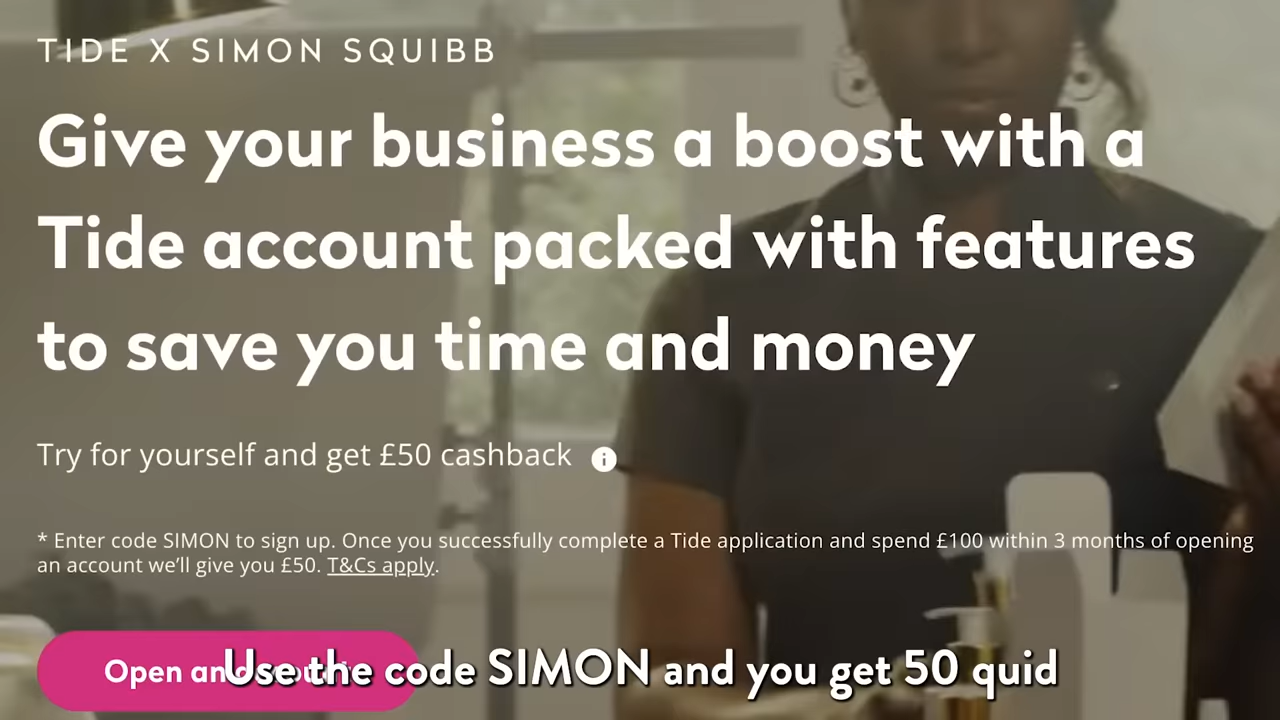 TIDE X SIMON SQUIBB
Give your business a boost with a
Tide account packed with features
to save you time and money
Try for yourself and get £50 cashback
* Enter code SIMON to sign up. Once you successfully complete a Tide application and spend £100 within 3 months of opening
an account we'll give you £50. T&Cs apply.
Open
Use the code SIMON and you get 50 quid